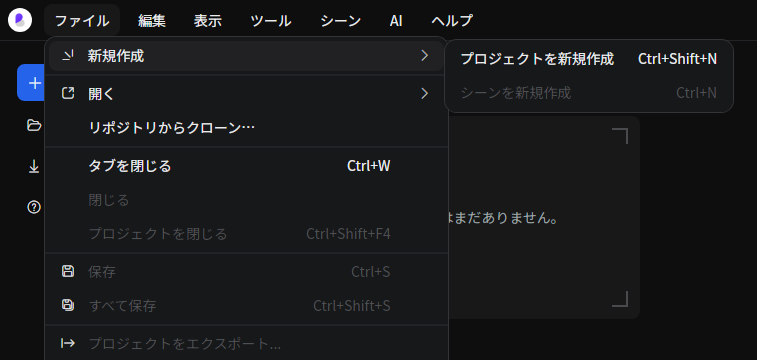 ファイル 編集 表示 ツール シーン AI ヘルプ
新規作成
プロジェクトを新規作成 Ctrl+Shift+N
シーンを新規作成 Ctrl+N
開く
リポジトリからクローン…
タブを閉じる Ctrl+W
閉じる
プロジェクトを閉じる Ctrl+Shift+F4
保存 Ctrl+S
すべて保存 Ctrl+Shift+S
プロジェクトをエクスポート...
はまだありません。